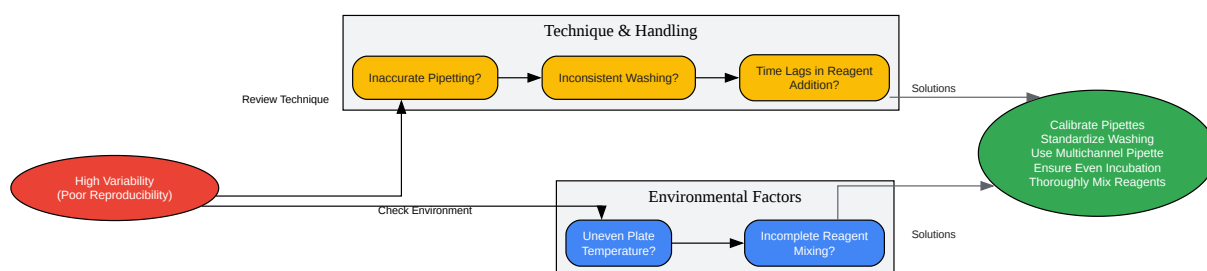 Technique & Handling
Inaccurate Pipetting?
Inconsistent Washing?
Time Lags in Reagent
Addition?
Review Technique
Solutions
High Variability
(Poor Reproducibility)
Calibrate Pipettes
Standardize Washing
Use Multichannel Pipette
Ensure Even Incubation
Thoroughly Mix Reagents
Check Environment
Environmental Factors
Uneven Plate
Temperature?
Incomplete Reagent
Mixing?
Solutions